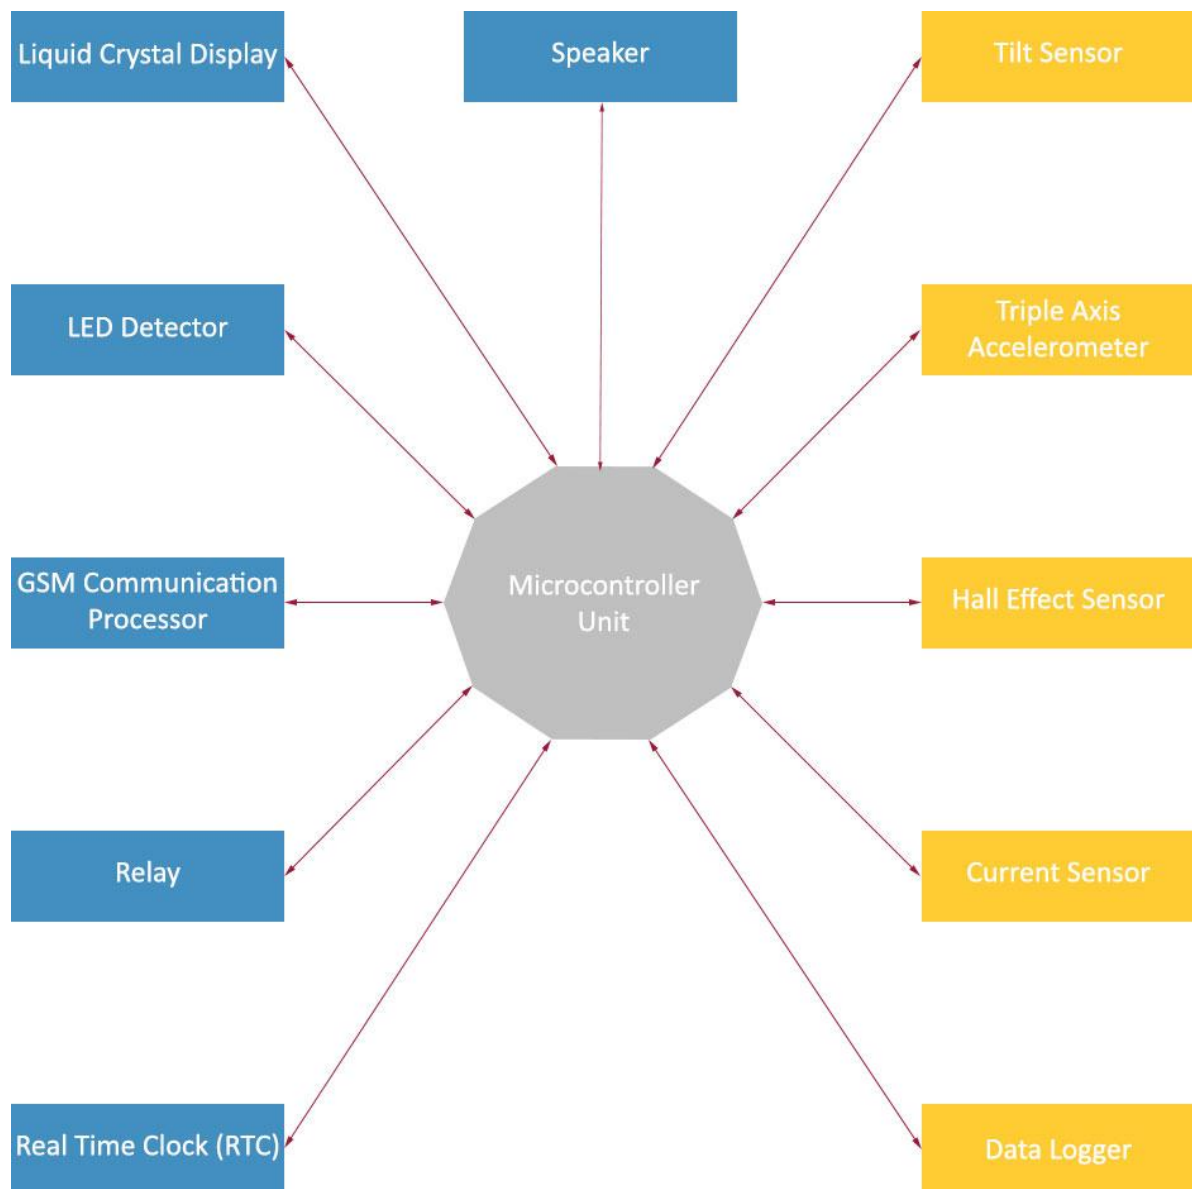 Liquid Crystal Display
Speaker
Tilt Sensor
LED Detector
Triple Axis
Accelerometer
GSM Communication
Processor
Microcontroller
Unit
Hall Effect Sensor
Relay
Current Sensor
Real Time Clock (RTC)
Data Logger